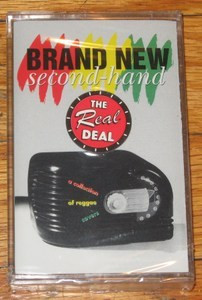 BRAND NEW
second-hand
THE
Real
DEAL
a collection
of reggae
covers